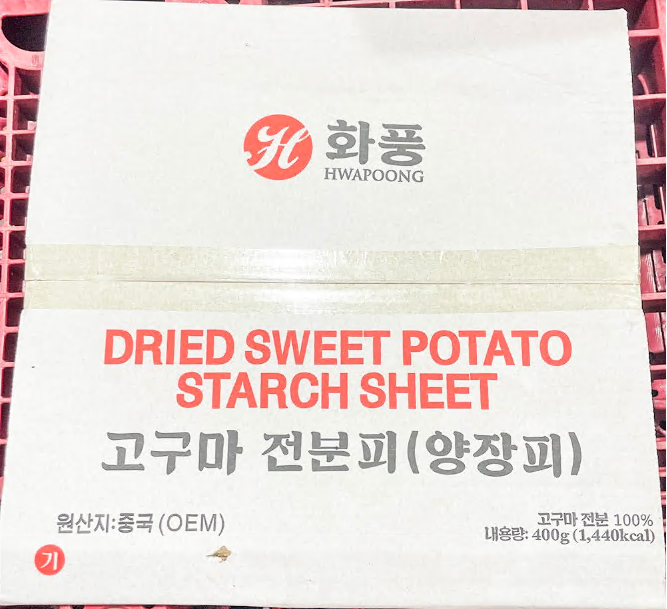 H 화풍
HWAPOONG
DRIED SWEET POTATO
STARCH SHEET
고구마 전분피(양장피)
원산지:중국(OEM)
고구마 전분 100%
내용량: 400g (1,440kcal)
기